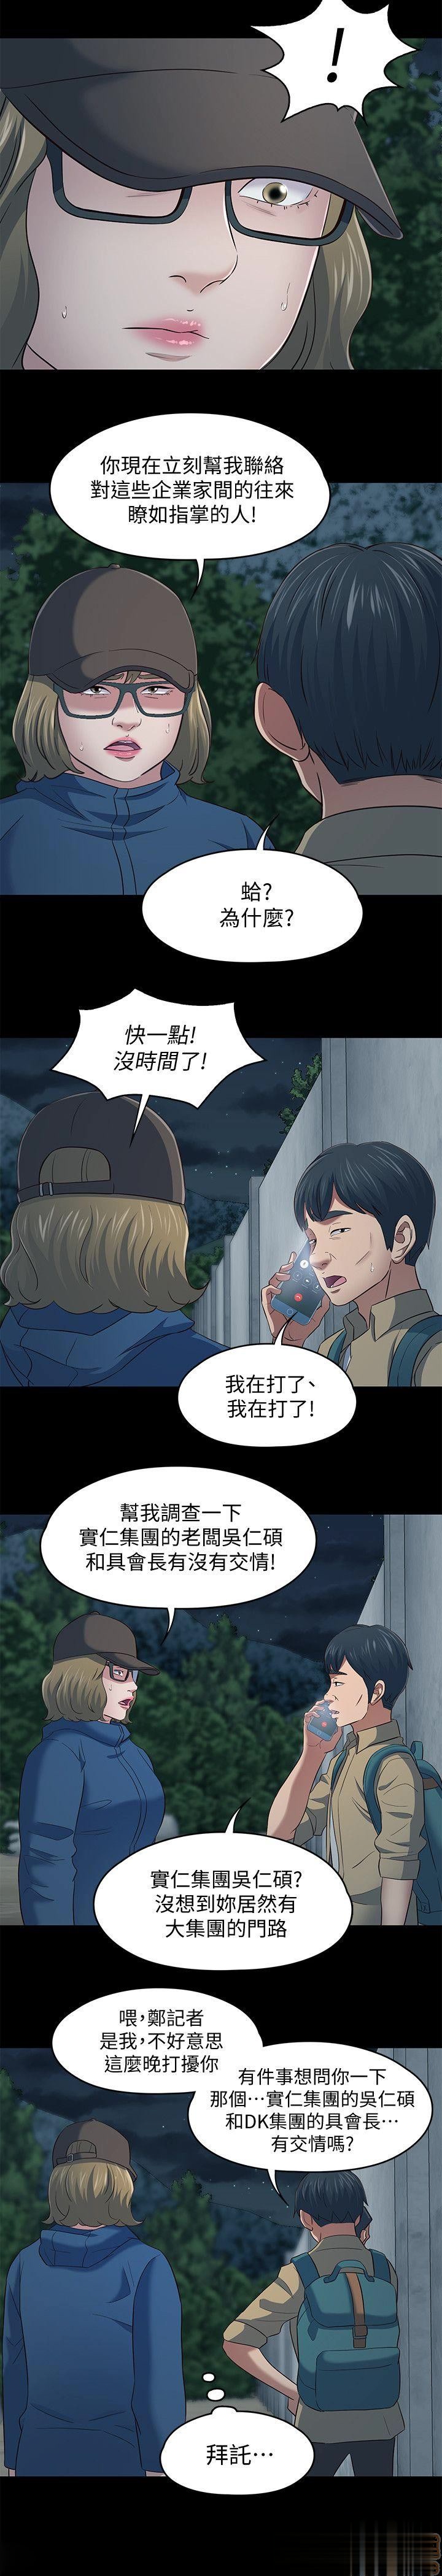 !
你現在立刻幫我聯絡
對這些企業家間的往來
瞭如指掌的人!
蛤?
為什麼?
快一點!
沒時間了!
我在打了、
我在打了!
幫我調查一下
實仁集團的老闆吳仁碩
和具會長有沒有交情!
實仁集團吳仁碩?
沒想到妳居然有
大集團的門路
喂,鄭記者
是我,不好意思
這麼晚打擾你
有件事想問你一下
那個…實仁集團的吳仁碩
和DK集團的具會長…
有交情嗎?
拜託…